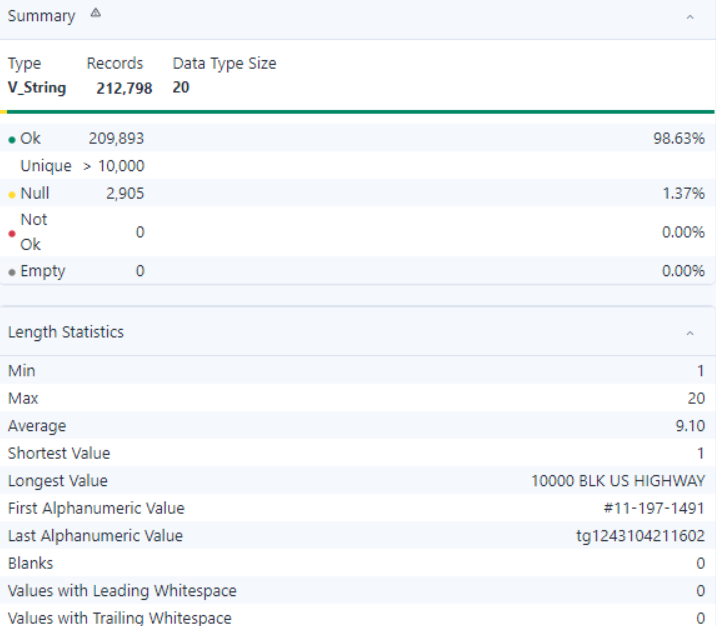 Summary
Type Records Data Type Size
V_String 212,798 20
Ok 209,893 98.63%
Unique > 10,000
Null 2,905 1.37%
Not
Ok 0 0.00%
Empty 0 0.00%
Length Statistics
Min 1
Max 20
Average 9.10
Shortest Value 1
Longest Value 10000 BLK US HIGHWAY
First Alphanumeric Value #11-197-1491
Last Alphanumeric Value tg1243104211602
Blanks 0
Values with Leading Whitespace 0
Values with Trailing Whitespace 0